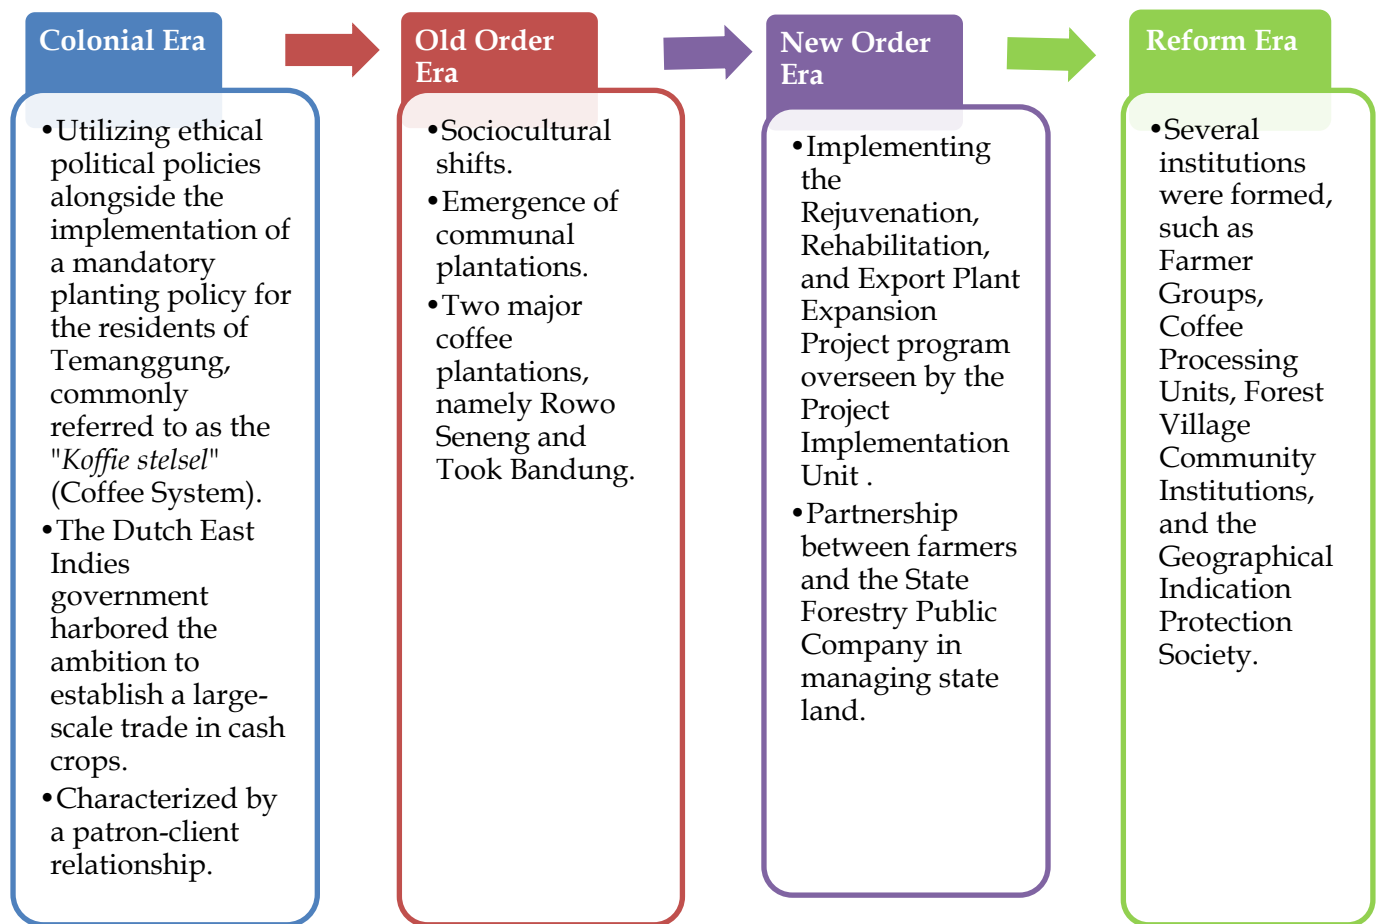 Colonial Era
•Utilizing ethical
political policies
alongside the
implementation of
a mandatory
planting policy for
the residents of
Temanggung,
commonly
referred to as the
"Koffie stelsel"
(Coffee System).
•The Dutch East
Indies
government
harbored the
ambition to
establish a large-
scale trade in cash
crops.
•Characterized by
a patron-client
relationship.
Old Order
Era
•Sociocultural
shifts.
•Emergence of
communal
plantations.
•Two major
coffee
plantations,
namely Rowo
Seneng and
Took Bandung.
New Order
Era
•Implementing
the
Rejuvenation,
Rehabilitation,
and Export Plant
Expansion
Project program
overseen by the
Project
Implementation
Unit .
•Partnership
between farmers
and the State
Forestry Public
Company in
managing state
land.
Reform Era
•Several
institutions
were formed,
such as
Farmer
Groups,
Coffee
Processing
Units, Forest
Village
Community
Institutions,
and the
Geographical
Indication
Protection
Society.